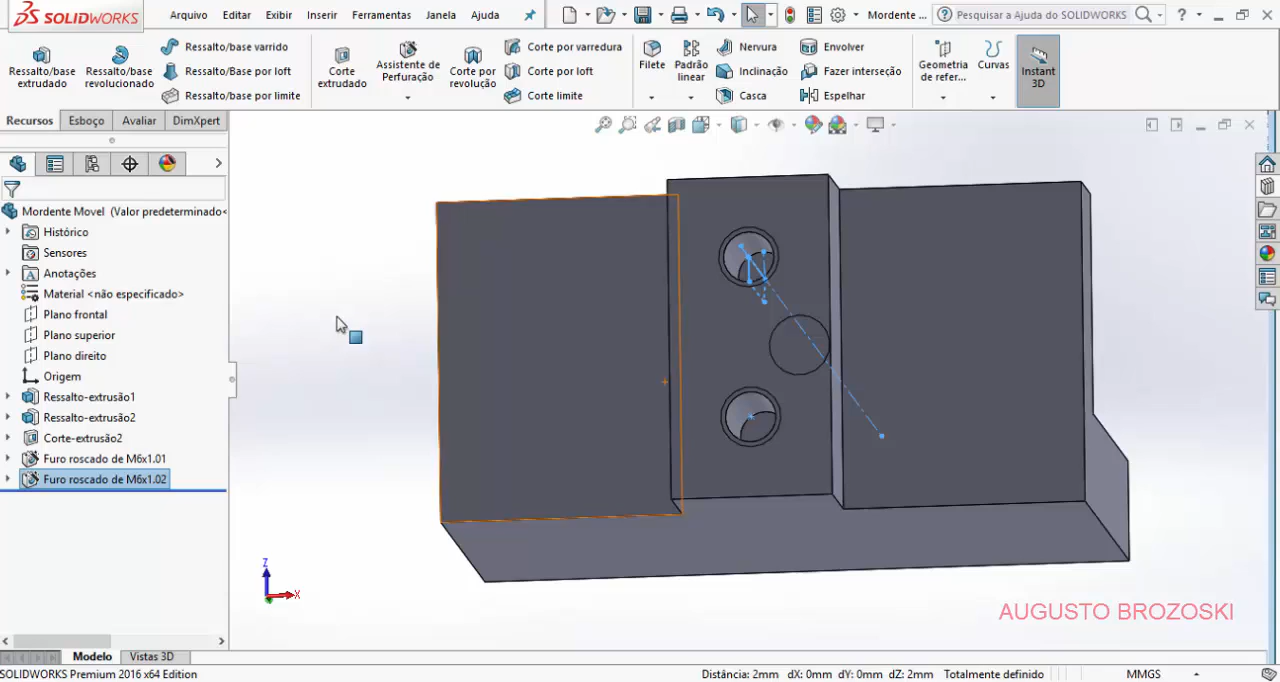 SOLIDWORKS
Arquivo Editar Exibir Inserir Ferramentas Janela Ajuda
Mordente ...
Pesquisar a Ajuda do SOLIDWORKS
Ressalto/base extrudado
Ressalto/base revolucionado
Ressalto/base varrido
Ressalto/base por loft
Ressalto/base por limite
Corte extrudado
Assistente de Perfuração
Corte por revolução
Corte por varredura
Corte por loft
Corte limite
Filete
Padrão linear
Nervura
Inclinação
Casca
Envolver
Fazer interseção
Espelhar
Geometria de refer...
Curvas
Instant 3D
Recursos Esboço Avaliar DimXpert
Mordente Movel (Valor predeterminado<
Histórico
Sensores
Anotações
Material <não especificado>
Plano frontal
Plano superior
Plano direito
Origem
Ressalto-extrusão1
Ressalto-extrusão2
Corte-extrusão2
Furo roscado de M6x1.01
Furo roscado de M6x1.02
Z
X
AUGUSTO BROZOSKI
Modelo Vistas 3D
SOLIDWORKS Premium 2016 x64 Edition
Distância: 2mm dX: 0mm dY: 0mm dZ: 2mm Totalmente definido MMGS